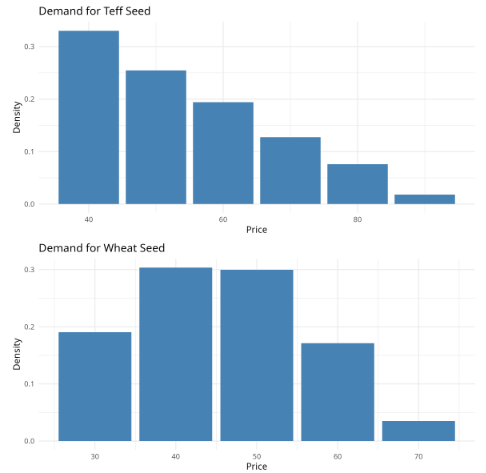 Demand for Teff Seed
0.3
0.2
0.1
0.0
Density
40
60
80
Price
Demand for Wheat Seed
0.3
0.2
0.1
0.0
Density
30
40
50
60
70
Price